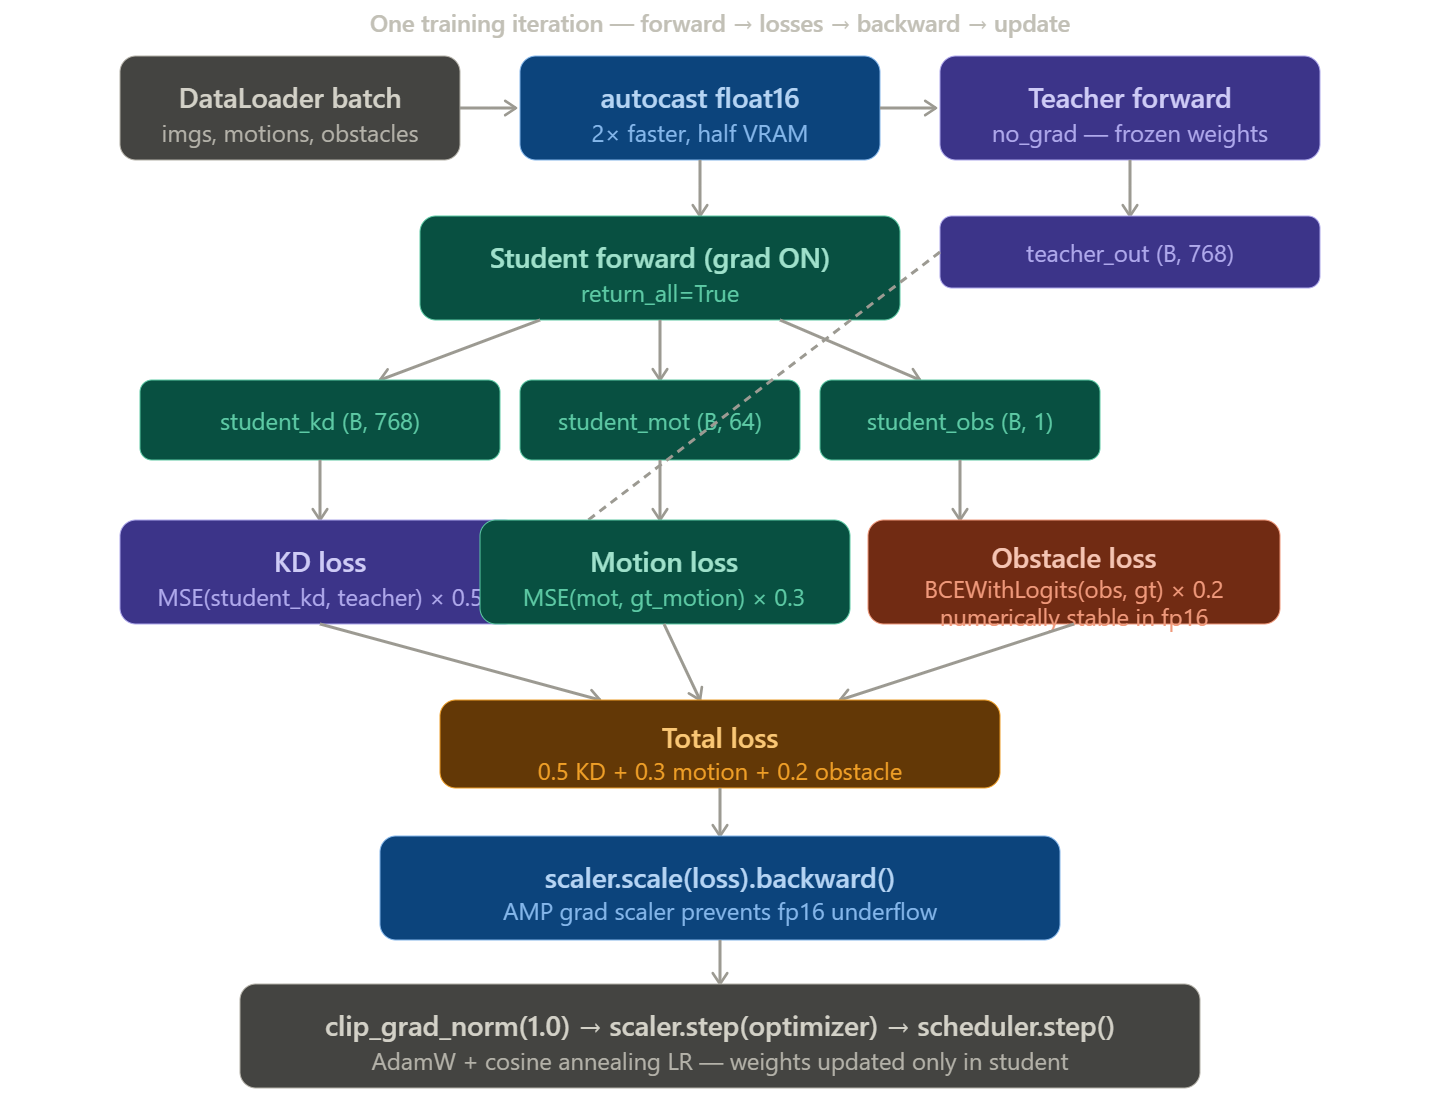 One training iteration — forward → losses → backward → update
DataLoader batch
imgs, motions, obstacles
autocast float16
2× faster, half VRAM
Teacher forward
no_grad — frozen weights
Student forward (grad ON)
return_all=True
teacher_out (B, 768)
student_kd (B, 768)
student_mot (B, 64)
student_obs (B, 1)
KD loss
MSE(student_kd, teacher) × 0.5
Motion loss
MSE(mot, gt_motion) × 0.3
Obstacle loss
BCEWithLogits(obs, gt) × 0.2
numerically stable in fp16
Total loss
0.5 KD + 0.3 motion + 0.2 obstacle
scaler.scale(loss).backward()
AMP grad scaler prevents fp16 underflow
clip_grad_norm(1.0) → scaler.step(optimizer) → scheduler.step()
AdamW + cosine annealing LR — weights updated only in student